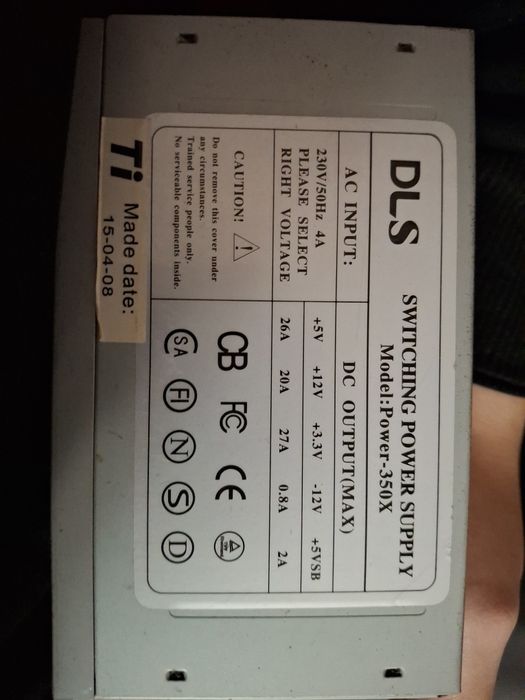 DLS
SWITCHING POWER SUPPLY
Model:Power-350X
AC INPUT:
230V/50Hz 4A
PLEASE SELECT
RIGHT VOLTAGE
DC OUTPUT(MAX)
+5V +12V +3.3V -12V +5VSB
26A 20A 27A 0.8A 2A
CAUTION!
Do not remove this cover under
any circumstances.
Trained service people only.
No serviceable components inside.
CB FC CE
SA FI N S D
Ti Made date:
15-04-08